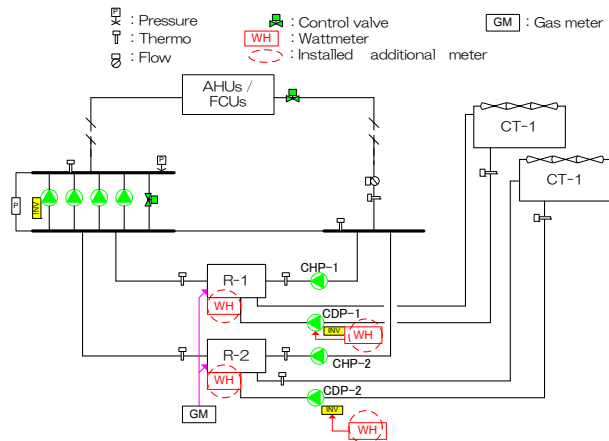 P : Pressure
: Control valve
GM : Gas meter
: Thermo
WH : Wattmeter
: Flow
: Installed additional meter
AHUs /
FCUs
CT-1
P
CT-1
P
INV
CHP-1
R-1
WH
CDP-1
INV
WH
CHP-2
R-2
WH
CDP-2
GM
INV
WH